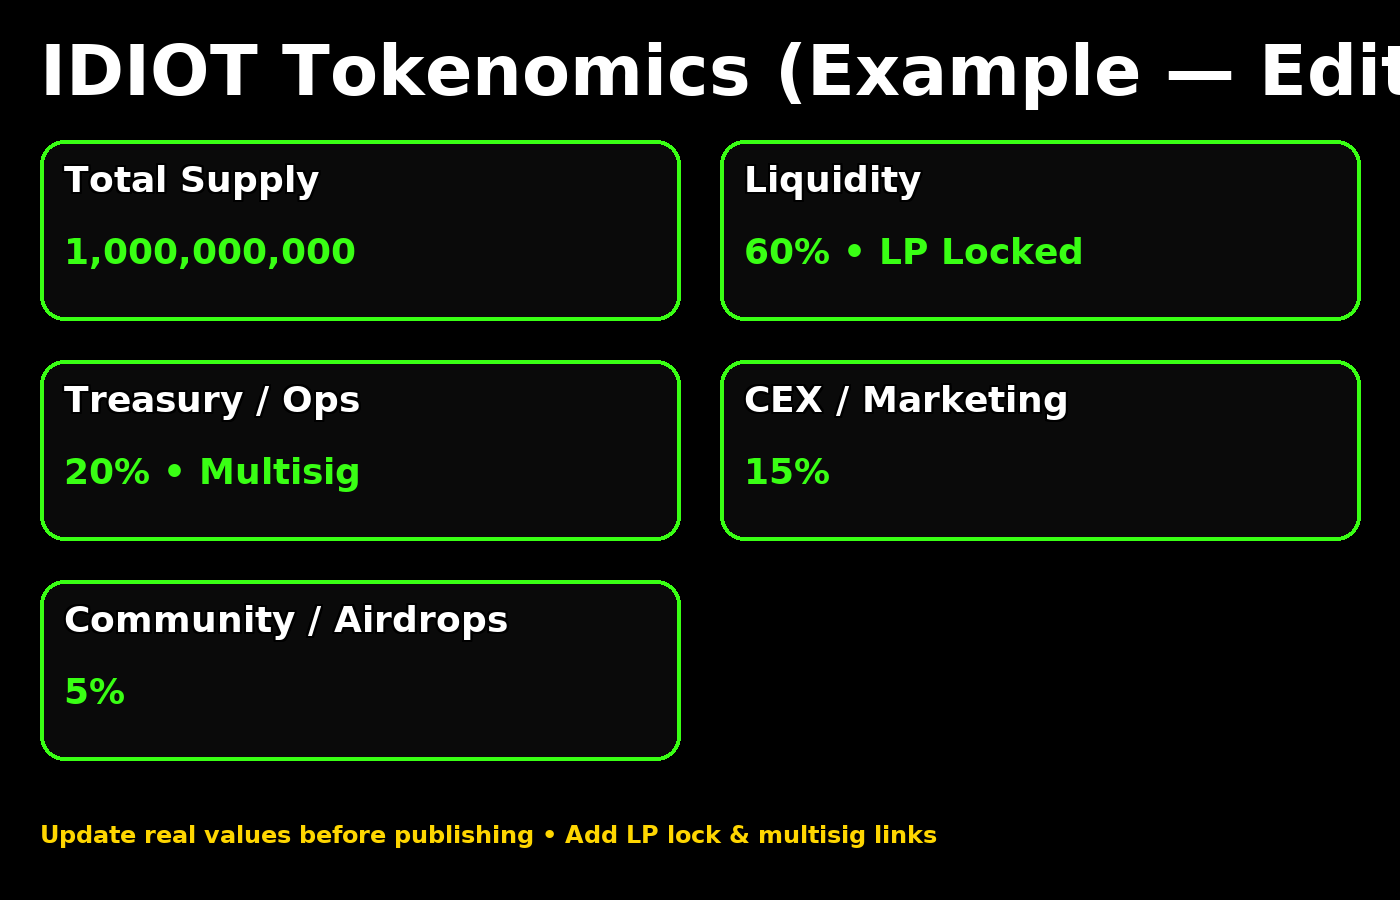 IDIOT Tokenomics (Example — Edit
Total Supply
1,000,000,000
Liquidity
60% • LP Locked
Treasury / Ops
20% • Multisig
CEX / Marketing
15%
Community / Airdrops
5%
Update real values before publishing • Add LP lock & multisig links